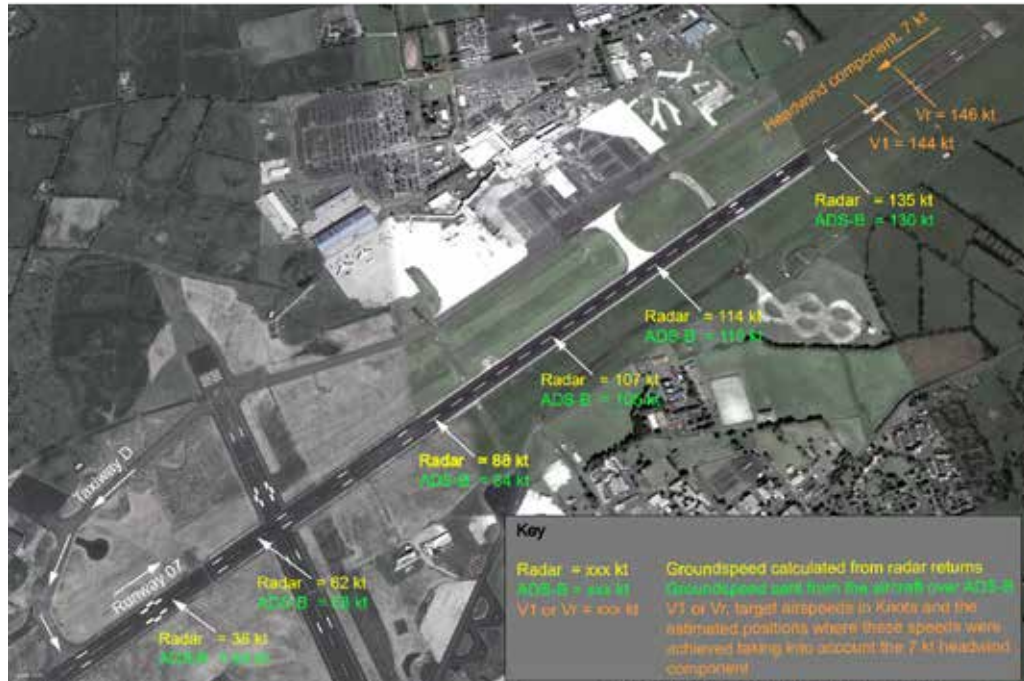 Headwind component, 7 kt
Vr = 146 kt
V1 = 144 kt
Radar = 135 kt
ADS-B = 130 kt
Radar = 114 kt
ADS-B = kt
Radar = 107 kt
ADS-B = kt
Radar = 88 kt
ADS-B = 84 kt
Taxiway D
Runway 07
Radar = 62 kt
ADS-B = kt
Radar = 36 kt
ADS-B = kt
Key
Radar = xxx kt Groundspeed calculated from radar returns
ADS-B = xxx kt Groundspeed sent from the aircraft over ADS-B
V1 or Vr = xxx kt V1 or Vr, target airspeeds in Knots and the
estimated positions where these speeds were
achieved taking into account the 7 kt headwind
component